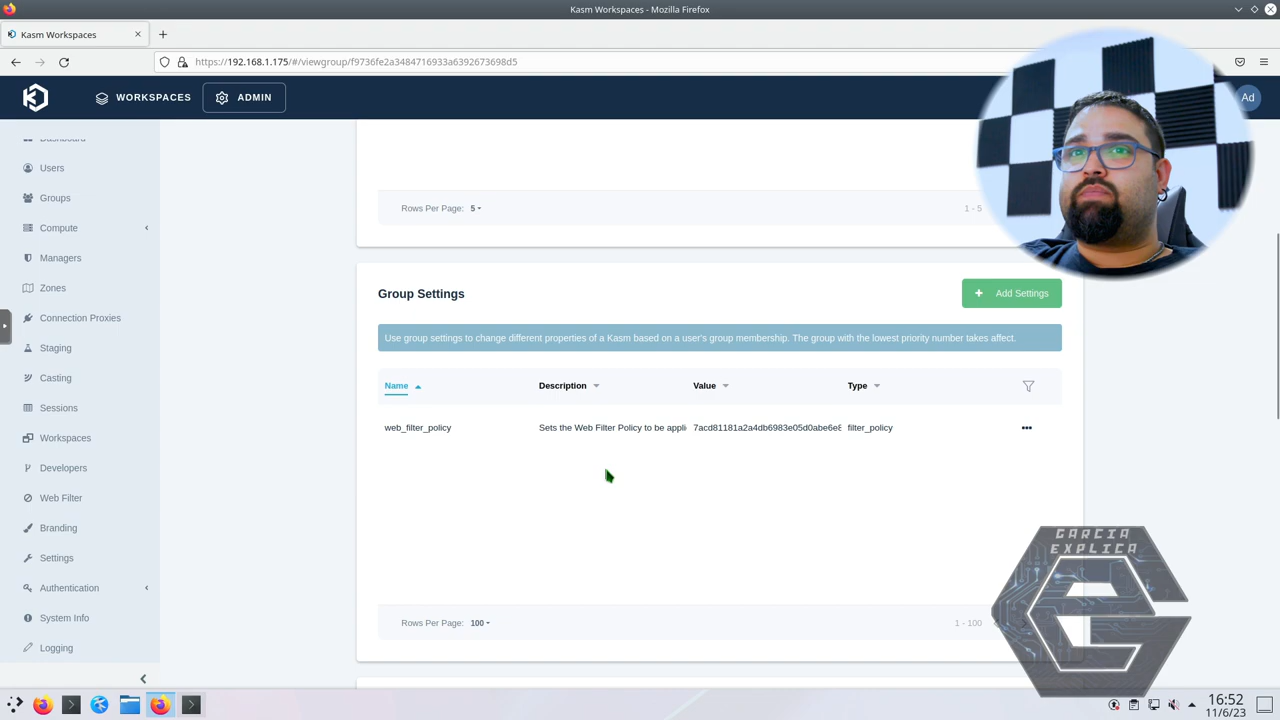 Kasm Workspaces - Mozilla Firefox
Kasm Workspaces
https://192.168.1.175/#/viewgroup/f9736fe2a3484716933a6392673698d5
WORKSPACES
ADMIN
Ad
Dashboard
Users
Groups
Compute
Managers
Zones
Connection Proxies
Staging
Casting
Sessions
Workspaces
Developers
Web Filter
Branding
Settings
Authentication
System Info
Logging
Rows Per Page: 5
1 - 5
Group Settings
+ Add Settings
Use group settings to change different properties of a Kasm based on a user's group membership. The group with the lowest priority number takes affect.
Name Description Value Type
web_filter_policy Sets the Web Filter Policy to be appli 7acd81181a2a4db6983e05d0abe6e8 filter_policy
Rows Per Page: 100
1 - 100
GARCIA
EXPLICA
16:52
11/6/23